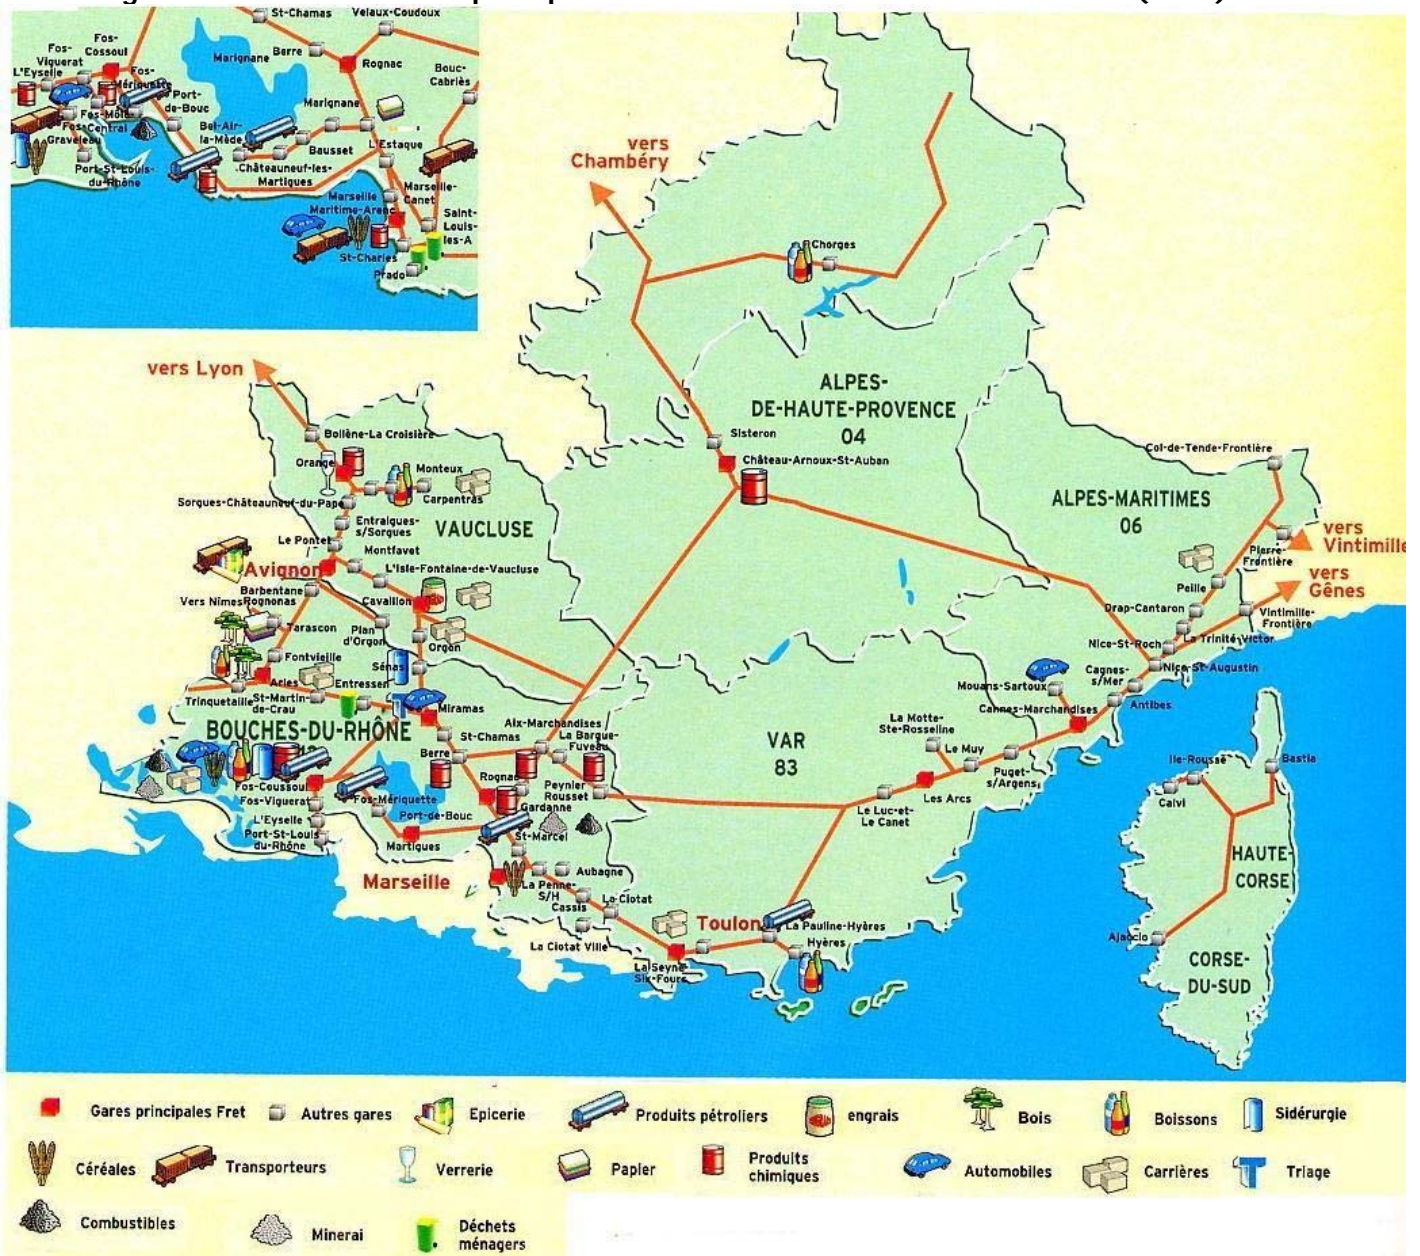 St-Chamas
Velaux-Coudoux
Fos-
Cossoul
Fos-
Viguerat
L'Eyselle
Marignane
Berre
Rognac
Bouc-
Cabriès
Fos-
Mériquette
Port-
de-Bouc
Marignane
Fos-Môle
Fos-Central
Graveleau
Bel-Air-
la-Mède
Bausset
L'Estaque
Port-St-Louis-
du-Rhône
Châteauneuf-les-
Martigues
Marseille-
Canet
Marseille
Maritime-Arenc
Saint-
Louis-
les-A
St-Charles
Prado
vers
Chambéry
Chorges
vers Lyon
ALPES-
DE-HAUTE-PROVENCE
04
Bollène-La Croisière
Sisteron
Château-Arnoux-St-Auban
Col-de-Tende-Frontière
Orange
Monteux
Carpentras
Sorgues-Châteauneuf-du-Pape
ALPES-MARITIMES
06
Entraigues-
s/Sorgues
VAUCLUSE
Le Pontet
Montfavet
vers
Vintimille
Pierre-
Frontière
Avignon
L'Isle-Fontaine-de-Vaucluse
vers
Gênes
Peille
Barbentane
Rognonas
Vers Nîmes
Cavaillon
Drap-Cantaron
Vintimille-
Frontière
Tarascon
Plan
d'Orgon
Orgon
Nice-St-Roch
La Trinité-Victor
Fontvieille
Sénas
Cagnes-
s/Mer
Nice-St-Augustin
Arles
Entressen
Mouans-Sartoux
Trinquetaille
St-Martin-
de-Crau
Miramas
Cannes-Marchandises
Antibes
BOUCHES-DU-RHÔNE
St-Chamas
Aix-Marchandises
La Barque-
Fuveau
La Motte-
Ste-Rosseline
VAR
83
Le Muy
Berre
Ile-Rousse
Bastia
Calvi
Rognac
Peynier
Rousset
Puget-
s/Argens
Fos-Coussoul
Fos-Viguerat
Fos-Mériquette
Les Arcs
L'Eyselle
Port-de-Bouc
Gardanne
Le Luc-et-
Le Canet
Port-St-Louis
du-Rhône
Martigues
St-Marcel
HAUTE-
CORSE
Marseille
Aubagne
La Penne-
S/H
Cassis
La-Ciotat
Toulon
La Pauline-Hyères
Hyères
Ajaccio
La Ciotat Ville
La Seyne-
Six-Fours
CORSE-
DU-SUD
Gares principales Fret
Autres gares
Epicerie
Produits pétroliers
engrais
Bois
Boissons
Sidérurgie
Céréales
Transporteurs
Verrerie
Papier
Produits
chimiques
Automobiles
Carrières
Triage
Combustibles
Minerai
Déchets
ménagers